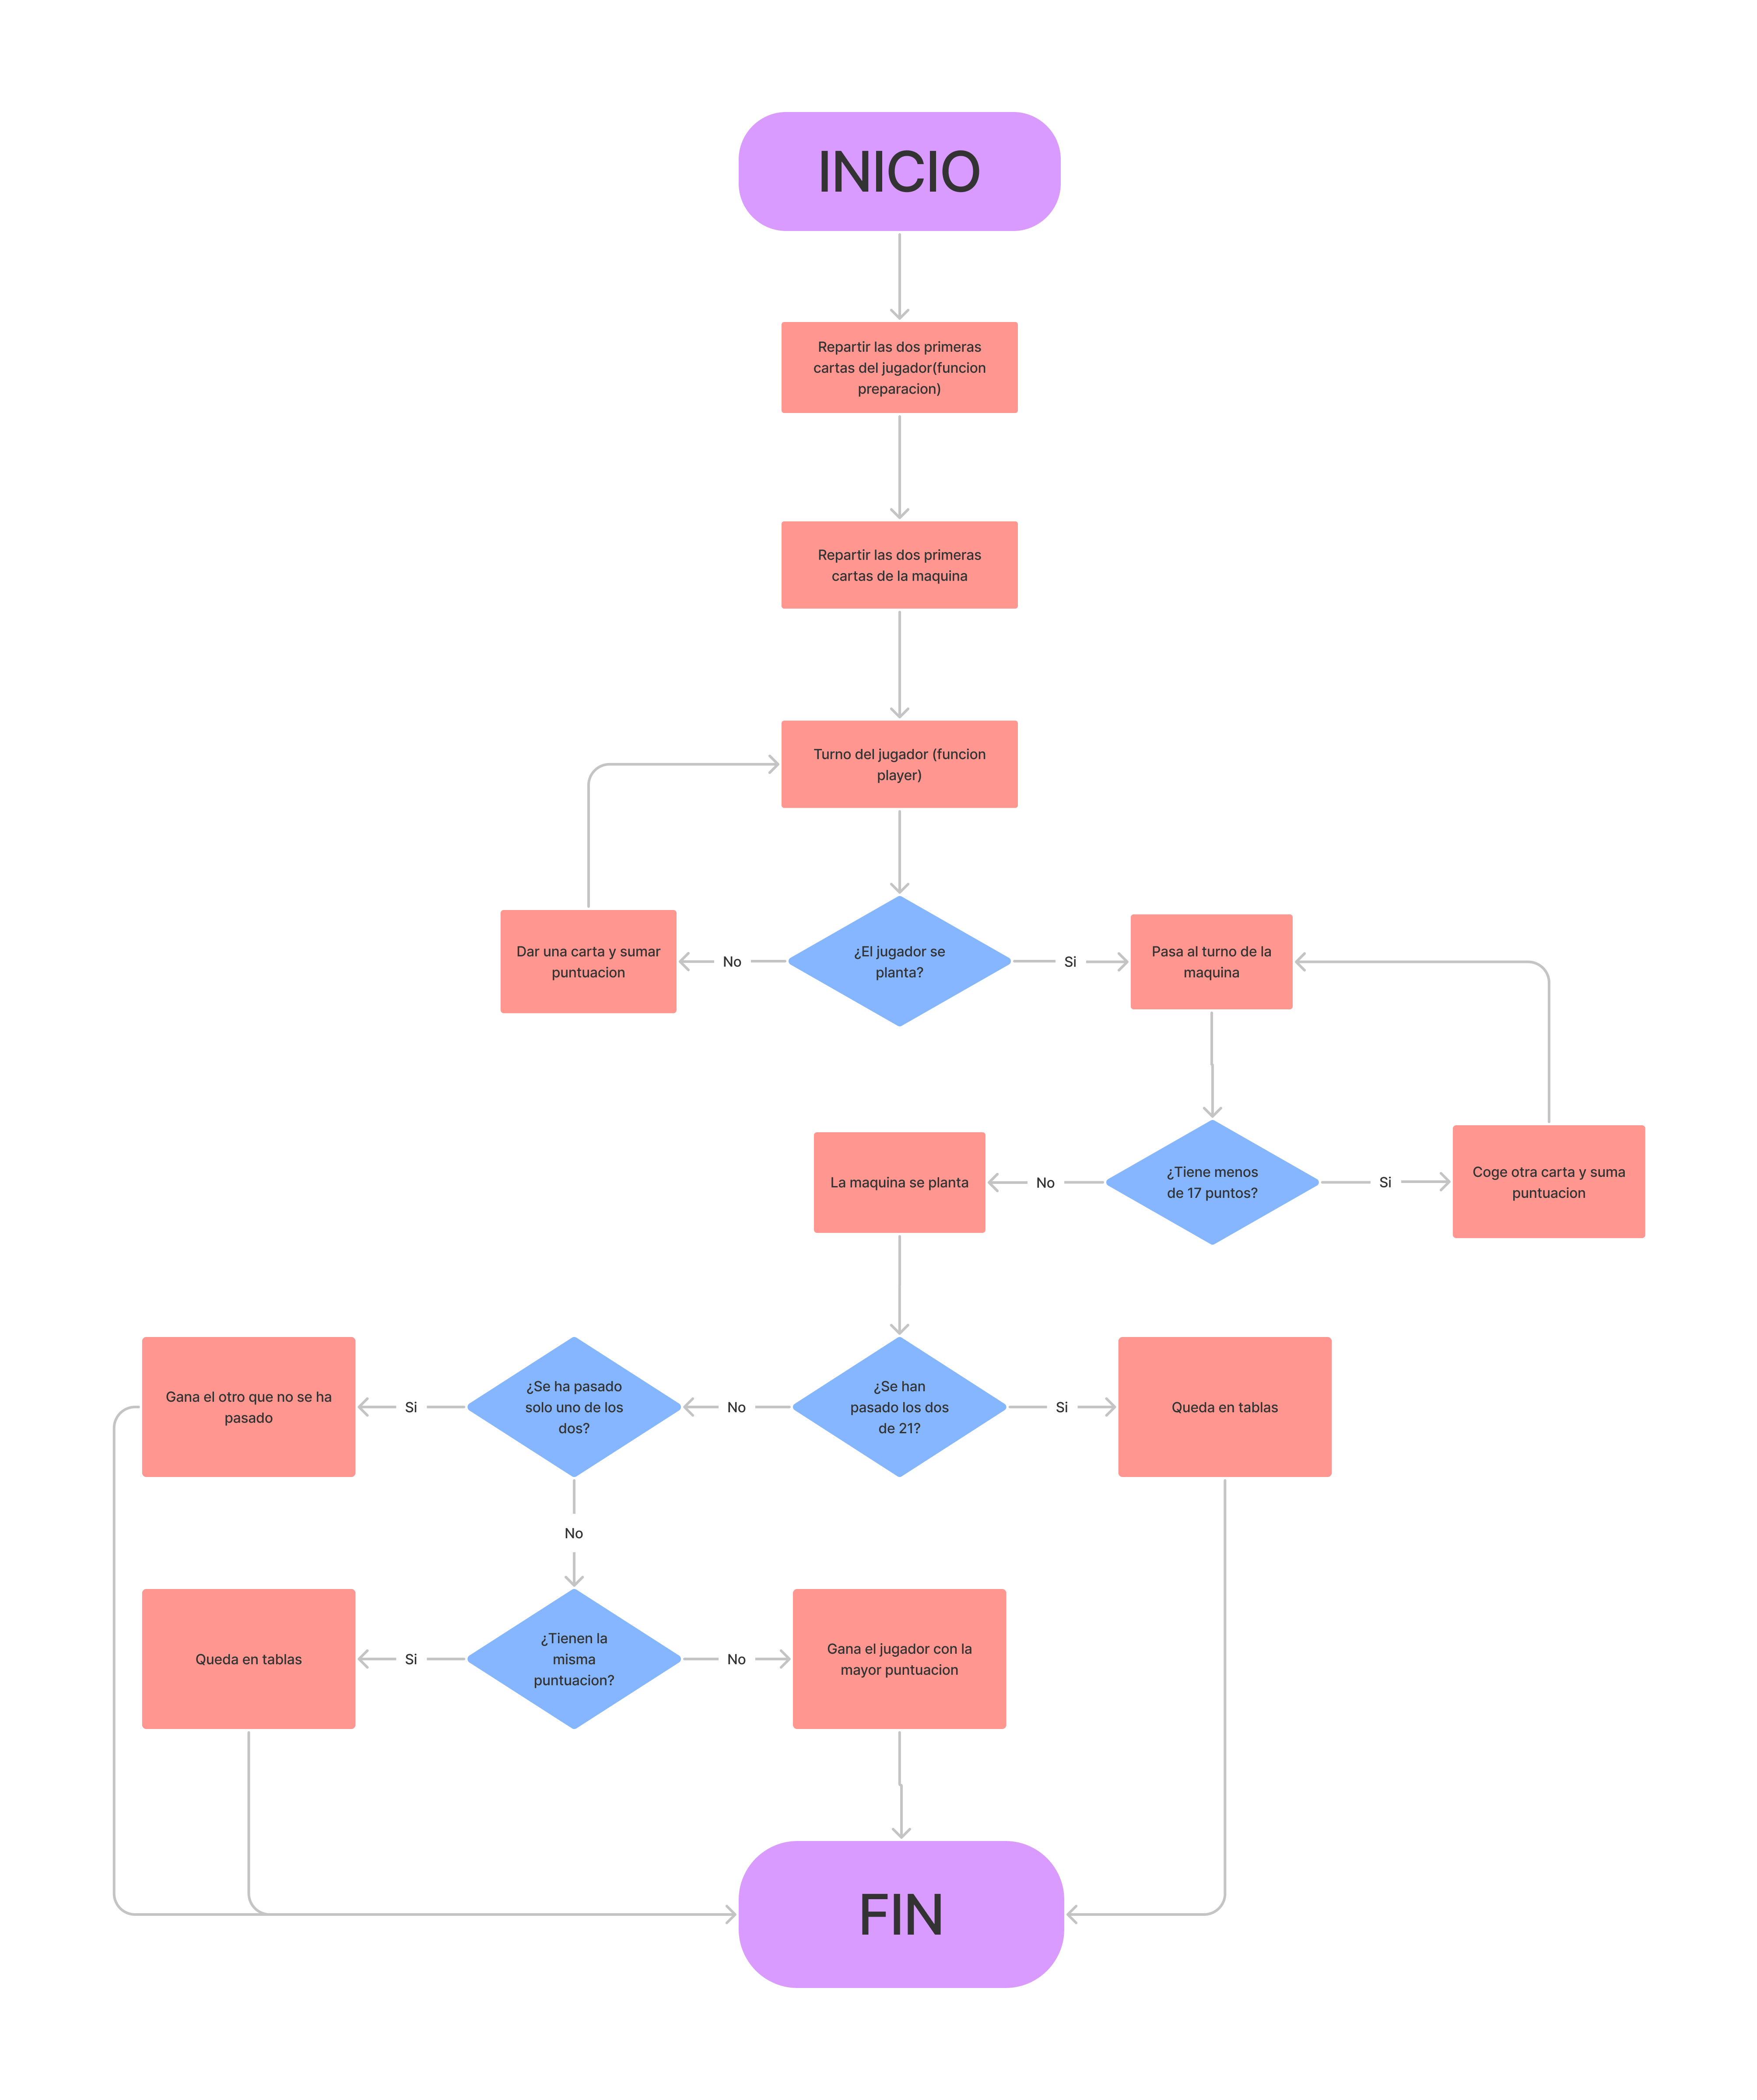 INICIO
Repartir las dos primeras
cartas del jugador(funcion
preparacion)
Repartir las dos primeras
cartas de la maquina
Turno del jugador (funcion
player)
Dar una carta y sumar
puntuacion
No
¿El jugador se
planta?
Si
Pasa al turno de la
maquina
La maquina se planta
No
¿Tiene menos
de 17 puntos?
Si
Coge otra carta y suma
puntuacion
Gana el otro que no se ha
pasado
Si
¿Se ha pasado
solo uno de los
dos?
No
¿Se han
pasado los dos
de 21?
Si
Queda en tablas
No
Queda en tablas
Si
¿Tienen la
misma
puntuacion?
No
Gana el jugador con la
mayor puntuacion
FIN